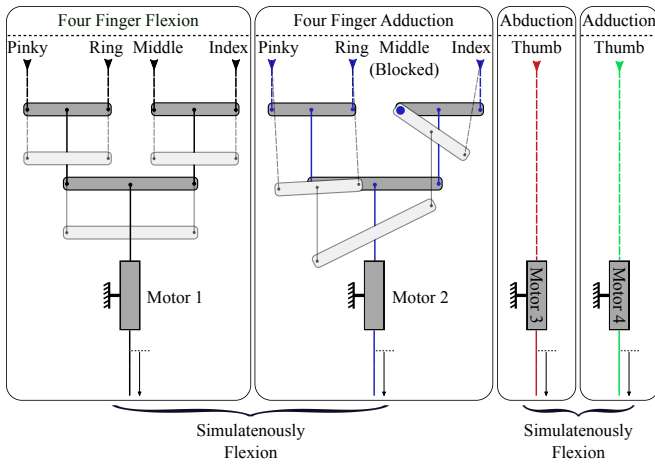 Four Finger Flexion
Pinky Ring Middle Index
Motor 1
Four Finger Adduction
Pinky Ring Middle Index
(Blocked)
Motor 2
Abduction
Thumb
Motor 3
Adduction
Thumb
Motor 4
Simulatenously
Flexion
Simulatenously
Flexion